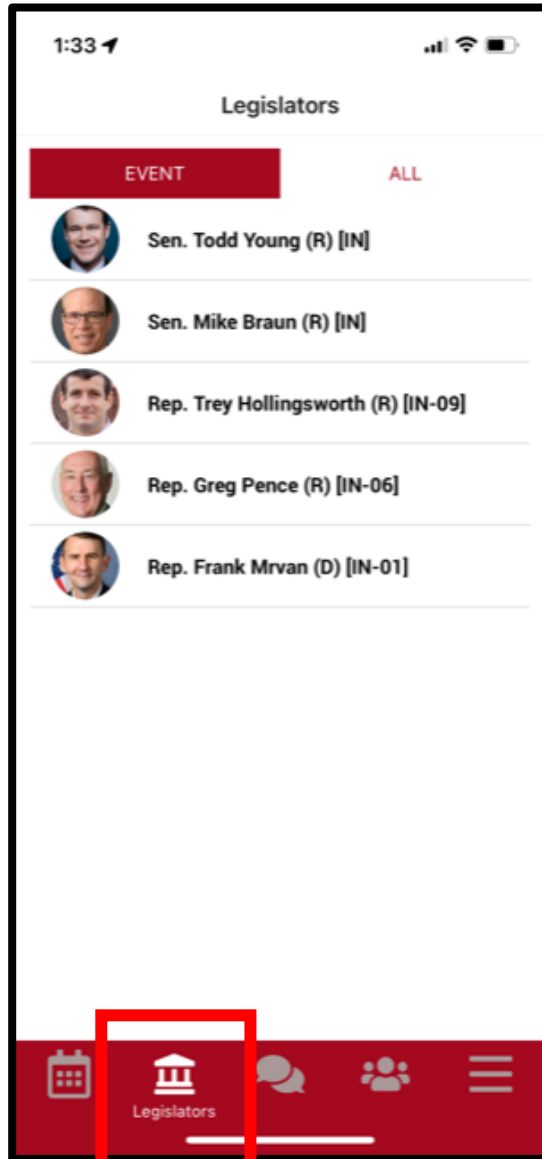 1:33
Legislators
EVENT ALL
Sen. Todd Young (R) [IN]
Sen. Mike Braun (R) [IN]
Rep. Trey Hollingsworth (R) [IN-09]
Rep. Greg Pence (R) [IN-06]
Rep. Frank Mrvan (D) [IN-01]
Legislators